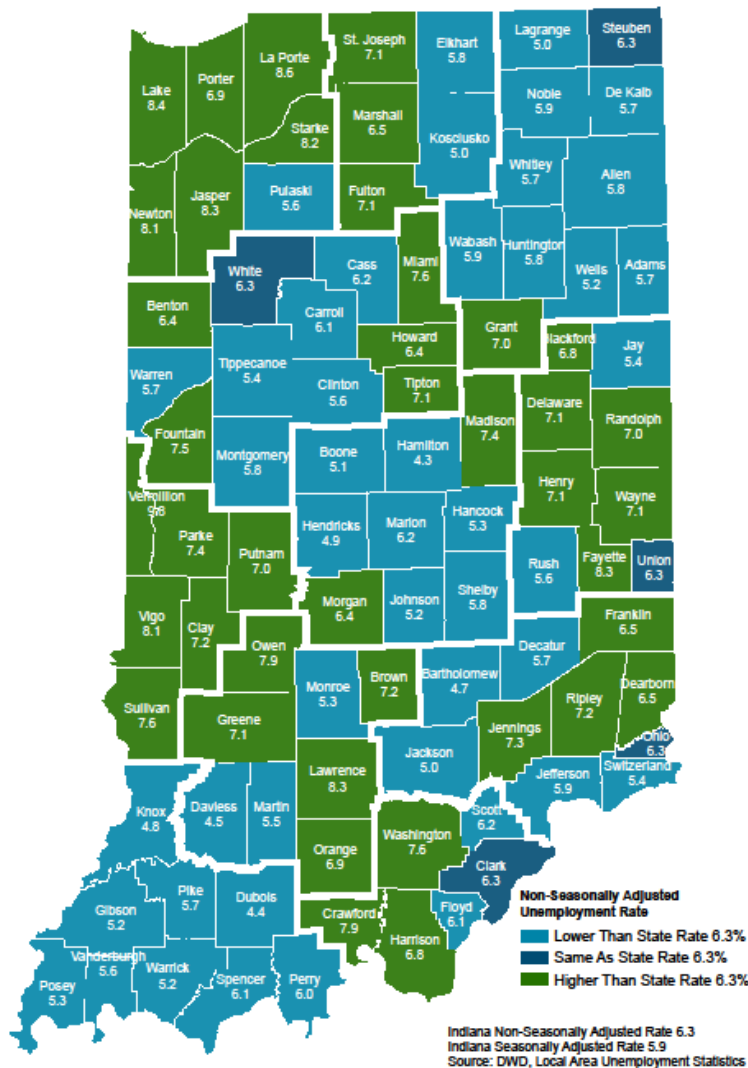 Steuben
6.3
Lagrange
5.0
St. Joseph
7.1
Elkhart
5.8
La Porte
8.6
Porter
6.9
Lake
8.4
Noble
5.9
De Kalb
5.7
Marshall
6.5
Starke
8.2
Kosciusko
5.0
Whitley
5.7
Allen
5.8
Pulaski
5.6
Fulton
7.1
Jasper
8.3
Newton
8.1
Wabash
5.9
Huntington
5.8
Miami
7.6
Cass
6.2
White
6.3
Wells
5.2
Adams
5.7
Benton
6.4
Carroll
6.1
Grant
7.0
Howard
6.4
Blackford
6.8
Jay
5.4
Warren
5.7
Tippecanoe
5.4
Clinton
5.6
Tipton
7.1
Madison
7.4
Delaware
7.1
Randolph
7.0
Fountain
7.5
Montgomery
5.8
Boone
5.1
Hamilton
4.3
Henry
7.1
Wayne
7.1
Vermillion
9.8
Parke
7.4
Putnam
7.0
Hendricks
4.9
Marion
6.2
Hancock
5.3
Rush
5.6
Fayette
8.3
Union
6.3
Morgan
6.4
Johnson
5.2
Shelby
5.8
Vigo
8.1
Clay
7.2
Owen
7.9
Franklin
6.5
Decatur
5.7
Monroe
5.3
Brown
7.2
Bartholomew
4.7
Ripley
7.2
Dearborn
6.5
Sullivan
7.6
Greene
7.1
Jennings
7.3
Ohio
6.3
Jackson
5.0
Lawrence
8.3
Jefferson
5.9
Switzerland
5.4
Knox
4.8
Daviess
4.5
Martin
5.5
Scott
6.2
Washington
7.6
Orange
6.9
Clark
6.3
Pike
5.7
Dubois
4.4
Gibson
5.2
Floyd
6.1
Crawford
7.9
Harrison
6.8
Vanderburgh
5.6
Warrick
5.2
Spencer
6.1
Perry
6.0
Posey
5.3
Non-Seasonally Adjusted
Unemployment Rate
Lower Than State Rate 6.3%
Same As State Rate 6.3%
Higher Than State Rate 6.3%
Indiana Non-Seasonally Adjusted Rate 6.3
Indiana Seasonally Adjusted Rate 5.9
Source: DWD, Local Area Unemployment Statistics